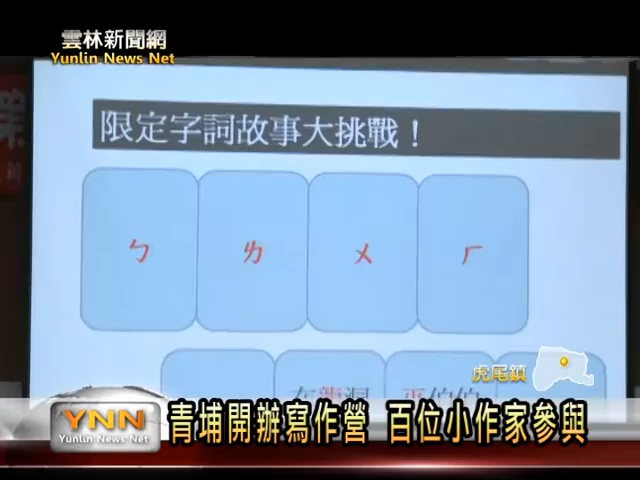 雲林新聞網
Yunlin News Net
限定字詞故事大挑戰！
ㄅ ㄌ ㄨ ㄏ
虎尾鎮
YNN
Yunlin News Net
青埔開辦寫作營 百位小作家參與